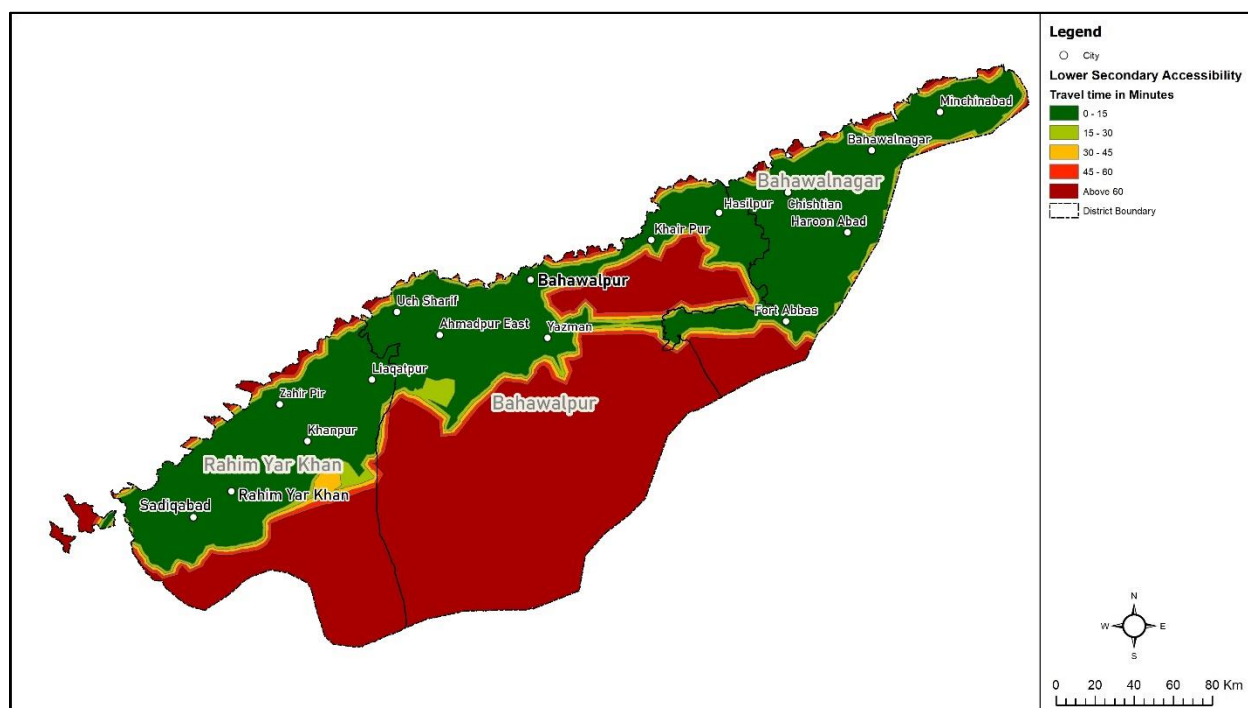 Legend
City
Lower Secondary Accessibility
Travel time in Minutes
0 - 15
15 - 30
30 - 45
45 - 60
Above 60
District Boundary
Minchinabad
Bahawalnagar
Bahawalnagar
Chishtian
Hasilpur
Haroon Abad
Khair Pur
Bahawalpur
Uch Sharif
Fort Abbas
Ahmadpur East
Yazman
Liaqatpur
Zahir Pir
Bahawalpur
Khanpur
Rahim Yar Khan
Rahim Yar Khan
Sadiqabad
N
W E
S
0 20 40 60 80 Km